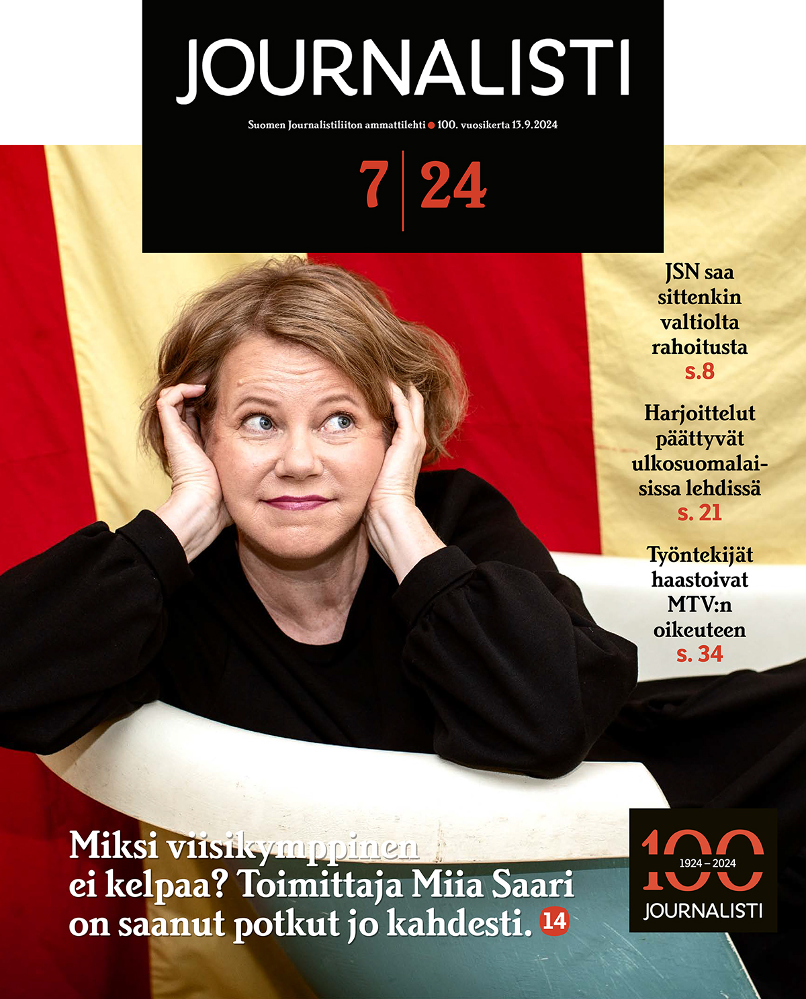 JOURNALISTI
Suomen Journalistiliiton ammattilehti ● 100. vuosikerta 13.9.2024
7 | 24
JSN saa
sittenkin
valtiolta
rahoitusta
s.8
Harjoittelut
päättyvät
ulkosuomalai-
sissa lehdissä
s. 21
Työntekijät
haastoivat
MTV:n
oikeuteen
s. 34
Miksi viisikymppinen
ei kelpaa? Toimittaja Miia Saari
on saanut potkut jo kahdesti. 14
100
1924 – 2024
JOURNALISTI